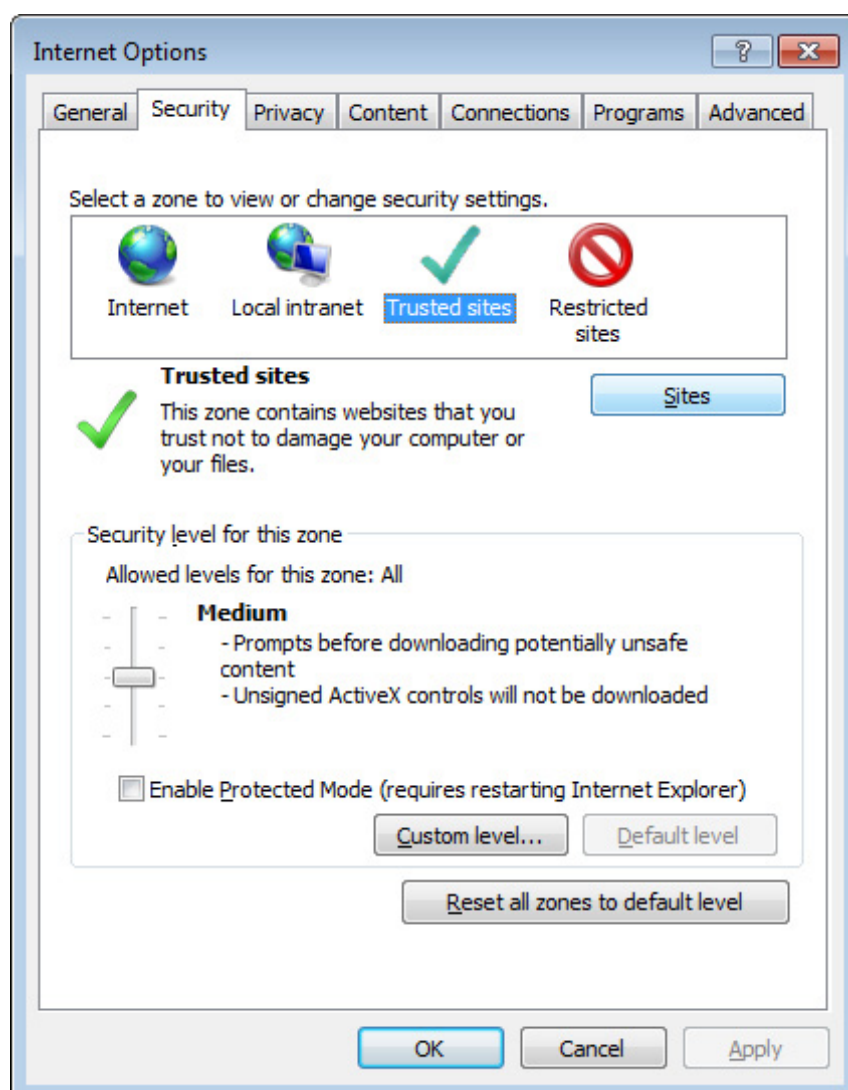 Internet Options
General Security Privacy Content Connections Programs Advanced
Select a zone to view or change security settings.
Internet Local intranet Trusted sites Restricted sites
Trusted sites
Sites
This zone contains websites that you
trust not to damage your computer or
your files.
Security level for this zone
Allowed levels for this zone: All
Medium
- Prompts before downloading potentially unsafe
content
- Unsigned ActiveX controls will not be downloaded
Enable Protected Mode (requires restarting Internet Explorer)
Custom level... Default level
Reset all zones to default level
OK Cancel Apply